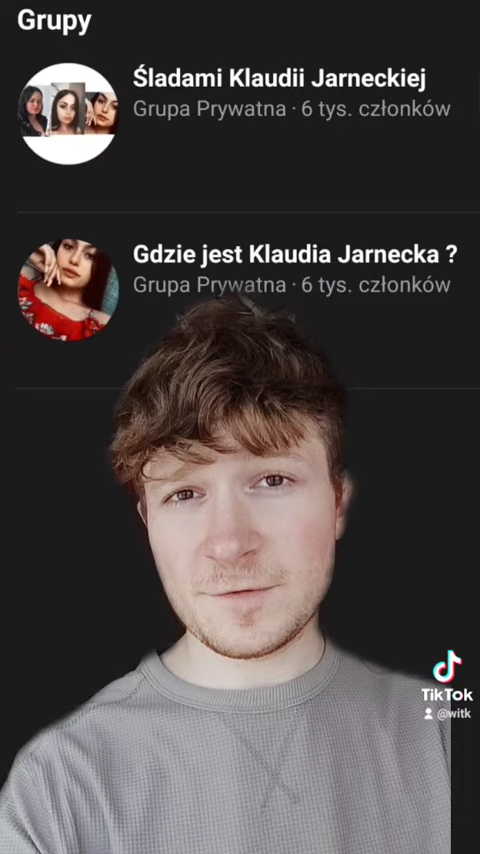 Grupy
Śladami Klaudii Jarneckiej
Grupa Prywatna · 6 tys. członków
Gdzie jest Klaudia Jarnecka ?
Grupa Prywatna · 6 tys. członków
TikTok
@witk